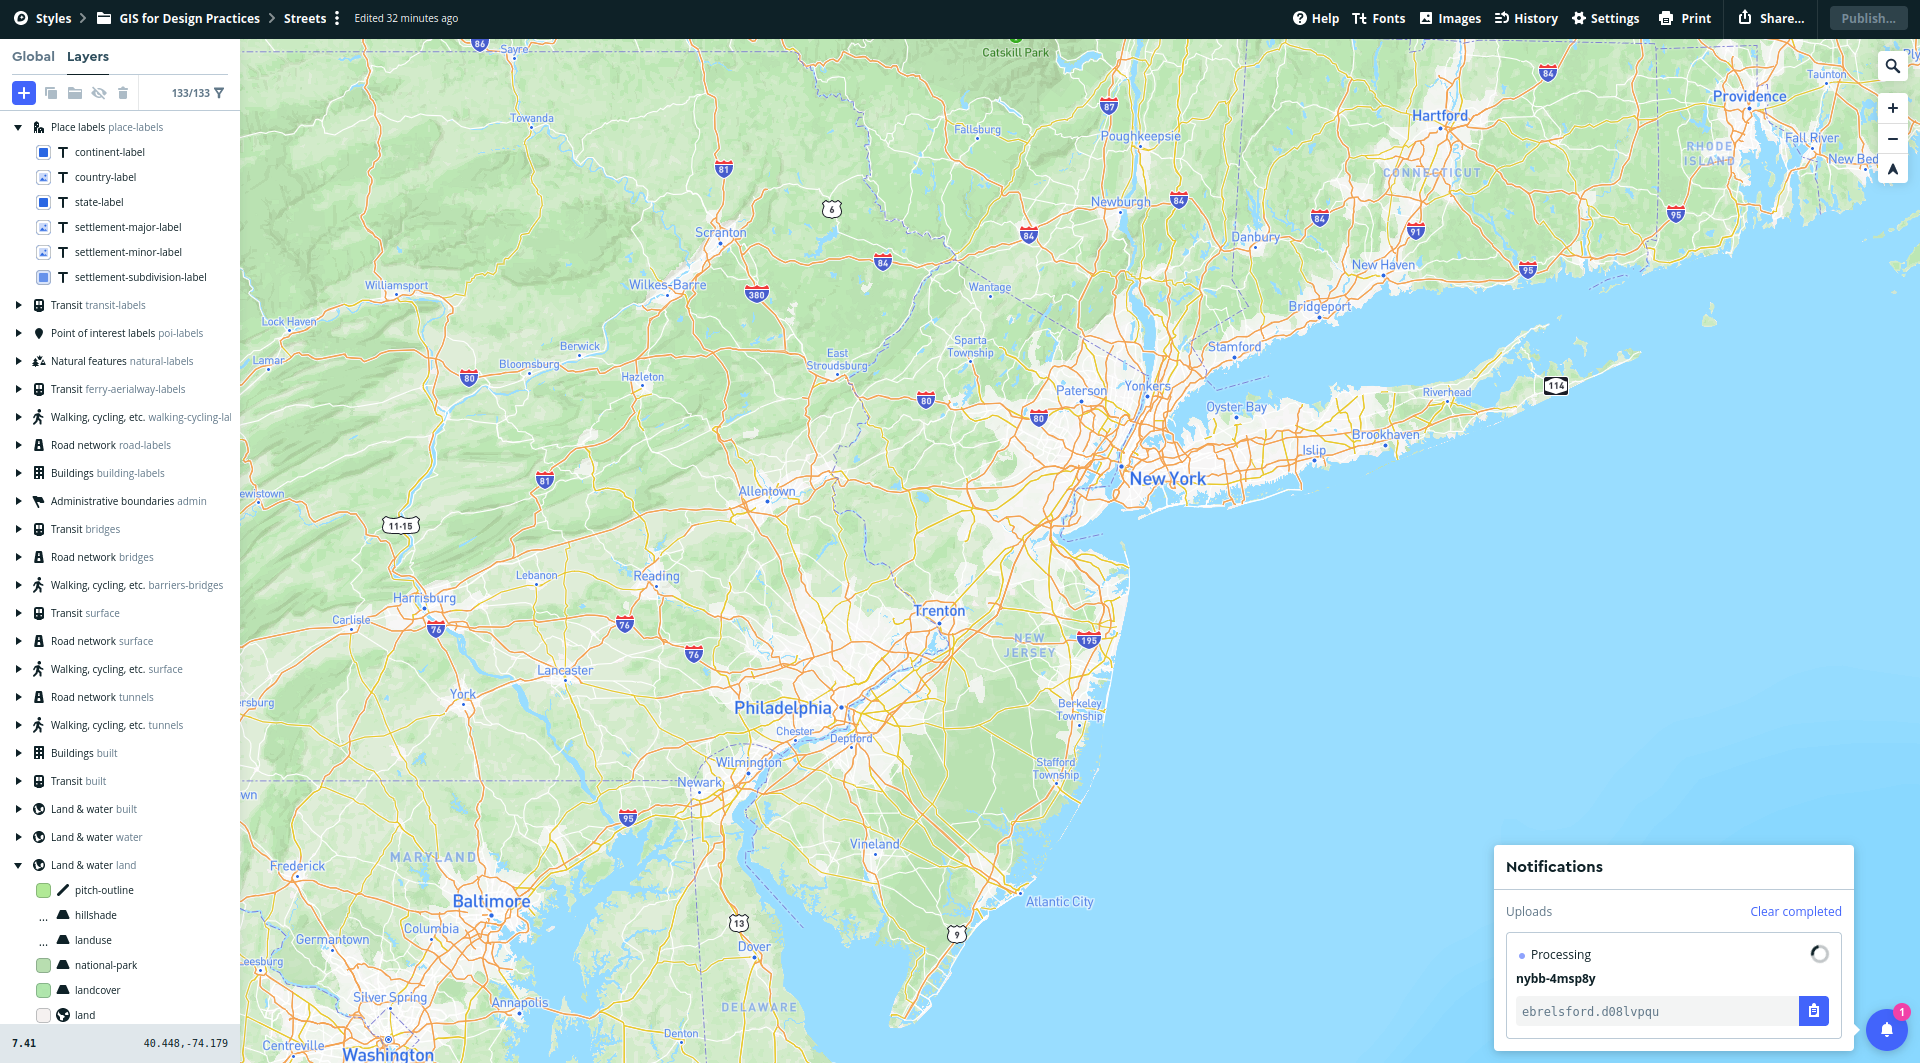 Styles
GIS for Design Practices
Streets
Edited 32 minutes ago
Help
Fonts
Images
History
Settings
Print
Share...
Publish...
Global
Layers
133/133
Place labels place-labels
continent-label
country-label
state-label
settlement-major-label
settlement-minor-label
settlement-subdivision-label
Transit transit-labels
Point of interest labels poi-labels
Natural features natural-labels
Transit ferry-aerialway-labels
Walking, cycling, etc. walking-cycling-lal
Road network road-labels
Buildings building-labels
Administrative boundaries admin
Transit bridges
Road network bridges
Walking, cycling, etc. barriers-bridges
Transit surface
Road network surface
Walking, cycling, etc. surface
Road network tunnels
Walking, cycling, etc. tunnels
Buildings built
Transit built
Land & water built
Land & water water
Land & water land
pitch-outline
hillshade
landuse
national-park
landcover
land
7.41
40.448,-74.179
86
Sayre
Catskill Park
84
Taunton
87
Providence
Towanda
Hartford
Fallsburg
Poughkeepsie
Fall River
RHODE
ISLAND
New Bed
81
CONNECTICUT
6
Newburgh
84
84
95
Scranton
84
Danbury
91
84
New Haven
95
Williamsport
Wilkes-Barre
380
Wantage
Bridgeport
Lock Haven
Sparta
Township
Stamford
Lamar
Berwick
East
Stroudsburg
Bloomsburg
80
Hazleton
Paterson
Yonkers
114
Riverhead
80
Oyster Bay
80
Brookhaven
Islip
81
New York
Allentown
ewistown
11-15
Lebanon
Reading
Harrisburg
Trenton
Carlisle
76
76
NEW
JERSEY
195
76
Lancaster
York
ersburg
Philadelphia
Berkeley
Township
Chester
Deptford
Wilmington
Stafford
Township
Newark
wn
95
Vineland
MARYLAND
Frederick
Baltimore
Atlantic City
13
Columbia
9
Germantown
Dover
Leesburg
Silver Spring
Annapolis
DELAWARE
Denton
Centreville
Washington
Notifications
Uploads
Clear completed
Processing
nybb-4msp8y
ebrelsford.d08lvpqu
1